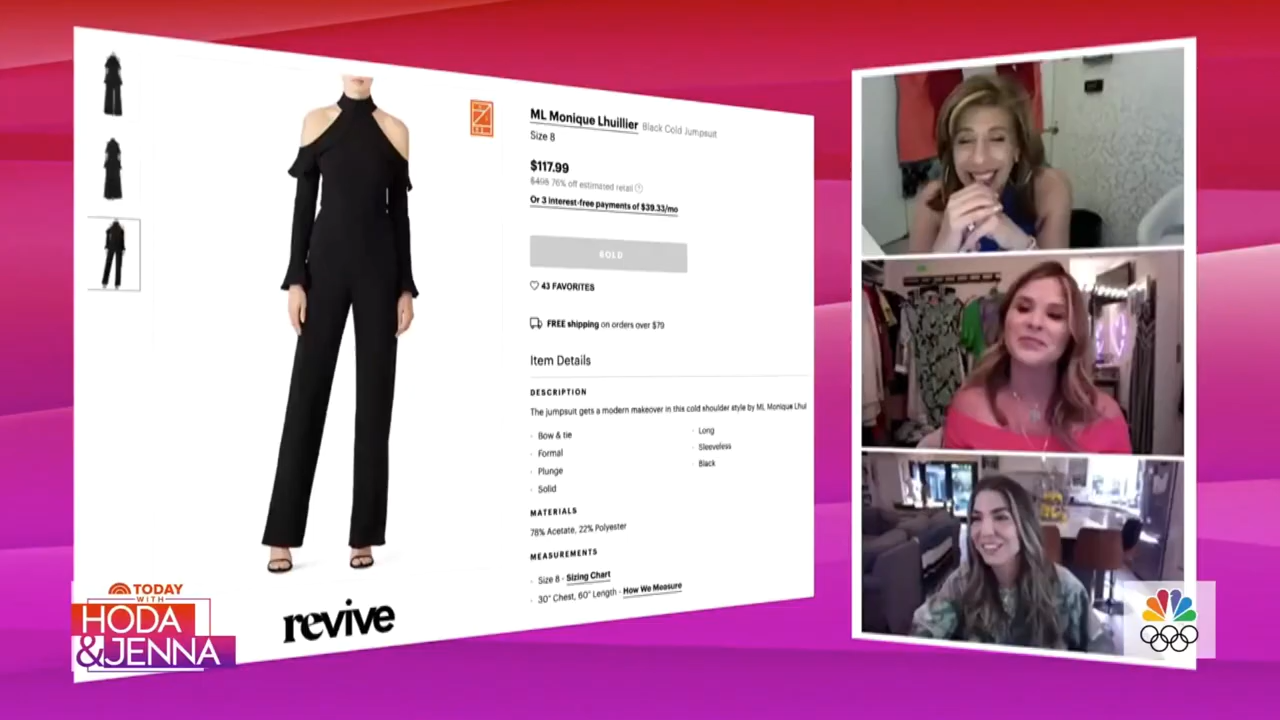 ML Monique Lhuillier Black Cold Jumpsuit
Size 8
$117.99
$495 76% off estimated retail ?
Or 3 interest-free payments of $39.33/mo
SOLD
43 FAVORITES
FREE shipping on orders over $79
Item Details
DESCRIPTION
The jumpsuit gets a modern makeover in this cold shoulder style by ML Monique Lhul
· Bow & tie
· Long
· Formal
· Sleeveless
· Plunge
· Black
· Solid
MATERIALS
78% Acetate, 22% Polyester
MEASUREMENTS
· Size 8 - Sizing Chart
· 30" Chest, 60" Length - How We Measure
revive
TODAY
WITH
HODA
&JENNA